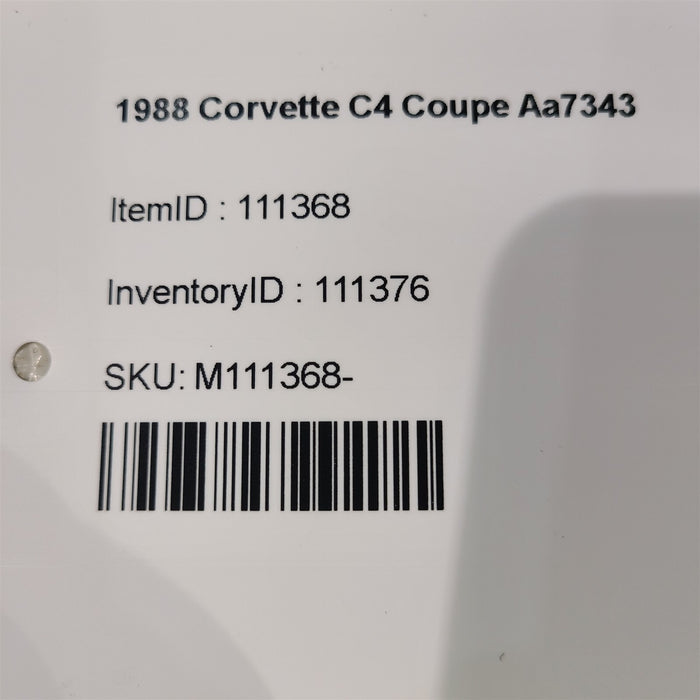 1988 Corvette C4 Coupe Aa7343
ItemID : 111368
InventoryID : 111376
SKU: M111368-